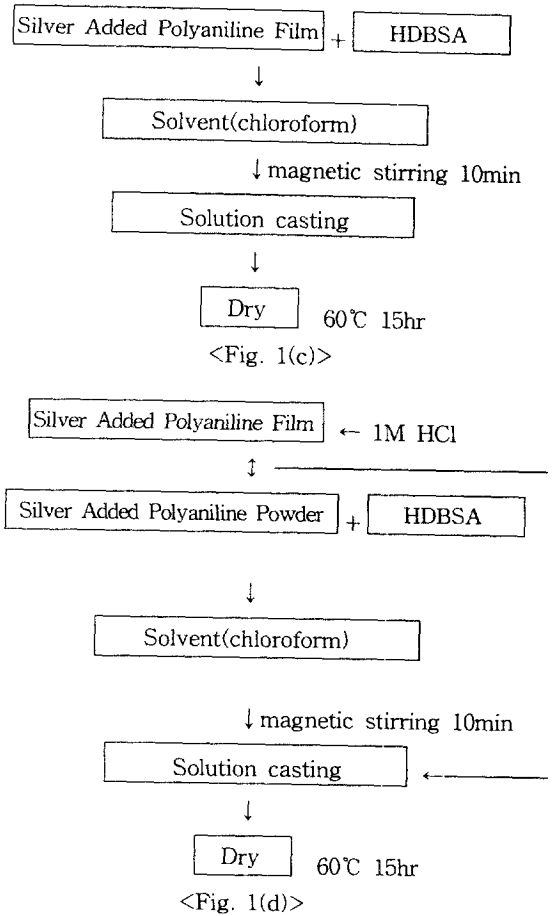 Silver Added Polyaniline Film + HDBSA
↓
Solvent(chloroform)
↓ magnetic stirring 10min
Solution casting
↓
Dry 60℃ 15hr
<Fig. 1(c)>
Silver Added Polyaniline Film ← 1M HCl
↕
Silver Added Polyaniline Powder + HDBSA
↓
Solvent(chloroform)
↓ magnetic stirring 10min
Solution casting ←
↓
Dry 60℃ 15hr
<Fig. 1(d)>